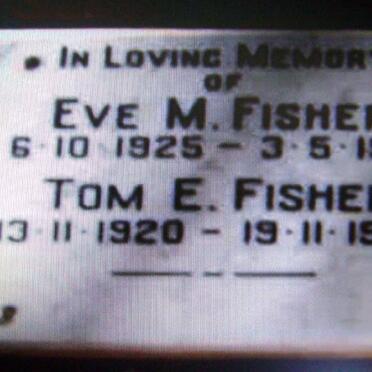 IN LOVING MEMOR
OF
EVE M. FISHE
6·10·1925 – 3·5·1
TOM E. FISHE
13·11·1920 – 19·11·19